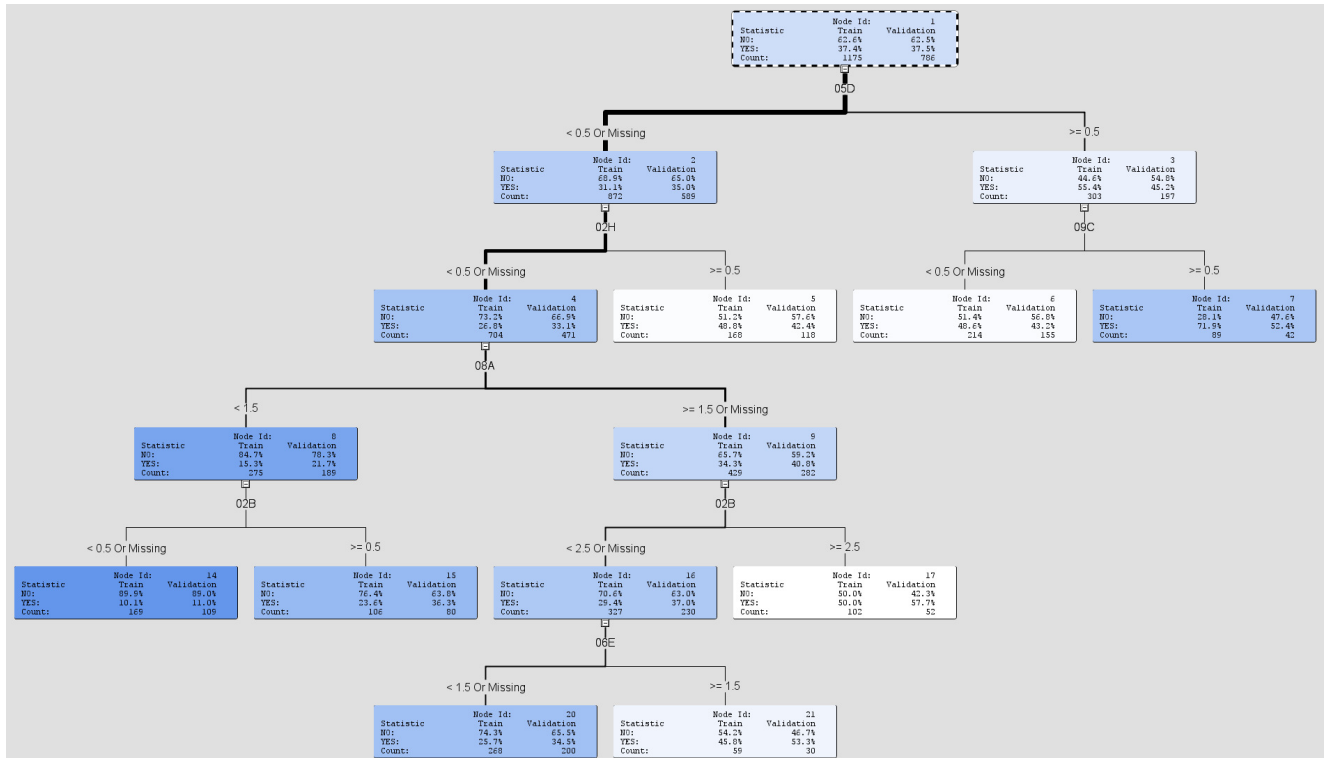 Node Id: 1
Statistic Train Validation
NO: 62.6% 62.5%
YES: 37.4% 37.5%
Count: 1175 786
05D
< 0.5 Or Missing >= 0.5
Node Id: 2
Statistic Train Validation
NO: 68.9% 65.0%
YES: 31.1% 35.0%
Count: 872 589
Node Id: 3
Statistic Train Validation
NO: 44.6% 54.8%
YES: 55.4% 45.2%
Count: 303 197
02H 09C
< 0.5 Or Missing >= 0.5 < 0.5 Or Missing >= 0.5
Node Id: 4
Statistic Train Validation
NO: 73.2% 66.9%
YES: 26.8% 33.1%
Count: 704 471
Node Id: 5
Statistic Train Validation
NO: 51.2% 57.6%
YES: 48.8% 42.4%
Count: 168 118
Node Id: 6
Statistic Train Validation
NO: 51.4% 56.8%
YES: 48.6% 43.2%
Count: 214 155
Node Id: 7
Statistic Train Validation
NO: 28.1% 47.6%
YES: 71.9% 52.4%
Count: 89 42
08A
< 1.5 >= 1.5 Or Missing
Node Id: 8
Statistic Train Validation
NO: 84.7% 78.3%
YES: 15.3% 21.7%
Count: 275 189
Node Id: 9
Statistic Train Validation
NO: 65.7% 59.2%
YES: 34.3% 40.8%
Count: 429 282
02B 02B
< 0.5 Or Missing >= 0.5 < 2.5 Or Missing >= 2.5
Node Id: 14
Statistic Train Validation
NO: 89.9% 89.0%
YES: 10.1% 11.0%
Count: 169 109
Node Id: 15
Statistic Train Validation
NO: 76.4% 63.8%
YES: 23.6% 36.3%
Count: 106 80
Node Id: 16
Statistic Train Validation
NO: 70.6% 63.0%
YES: 29.4% 37.0%
Count: 327 230
Node Id: 17
Statistic Train Validation
NO: 50.0% 42.3%
YES: 50.0% 57.7%
Count: 102 52
06E
< 1.5 Or Missing >= 1.5
Node Id: 20
Statistic Train Validation
NO: 74.3% 65.5%
YES: 25.7% 34.5%
Count: 268 200
Node Id: 21
Statistic Train Validation
NO: 54.2% 46.7%
YES: 45.8% 53.3%
Count: 59 30